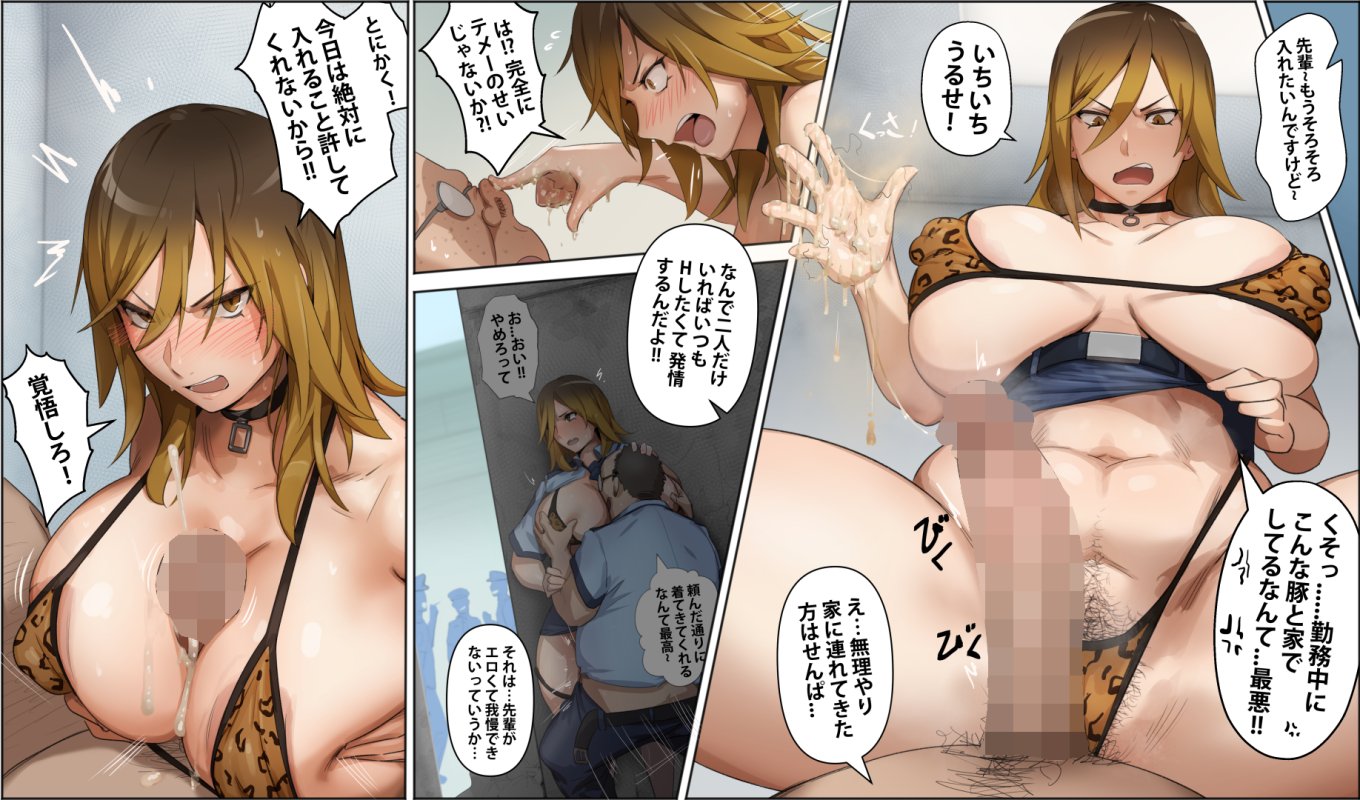 先輩~もうそろそろ
入れたいんですけど~
いちいち
うるせ!
くっさ!
くそっ……勤務中に
こんな豚と家で
してるなんて…最悪!!
びく
びく
え…無理やり
家に連れてきた
方はせんぱ…
は!?完全に
テメーのせい
じゃないか?!
なんで二人だけ
いればいつも
Hしたくて発情
するんだよ!!
お…おい!!
やめろって
頼んだ通りに
着てきてくれる
なんて最高~
それは…先輩が
エロくて我慢でき
ないっていうか…
とにかく!
今日は絶対に
入れること許して
くれないから!!
覚悟しろ!